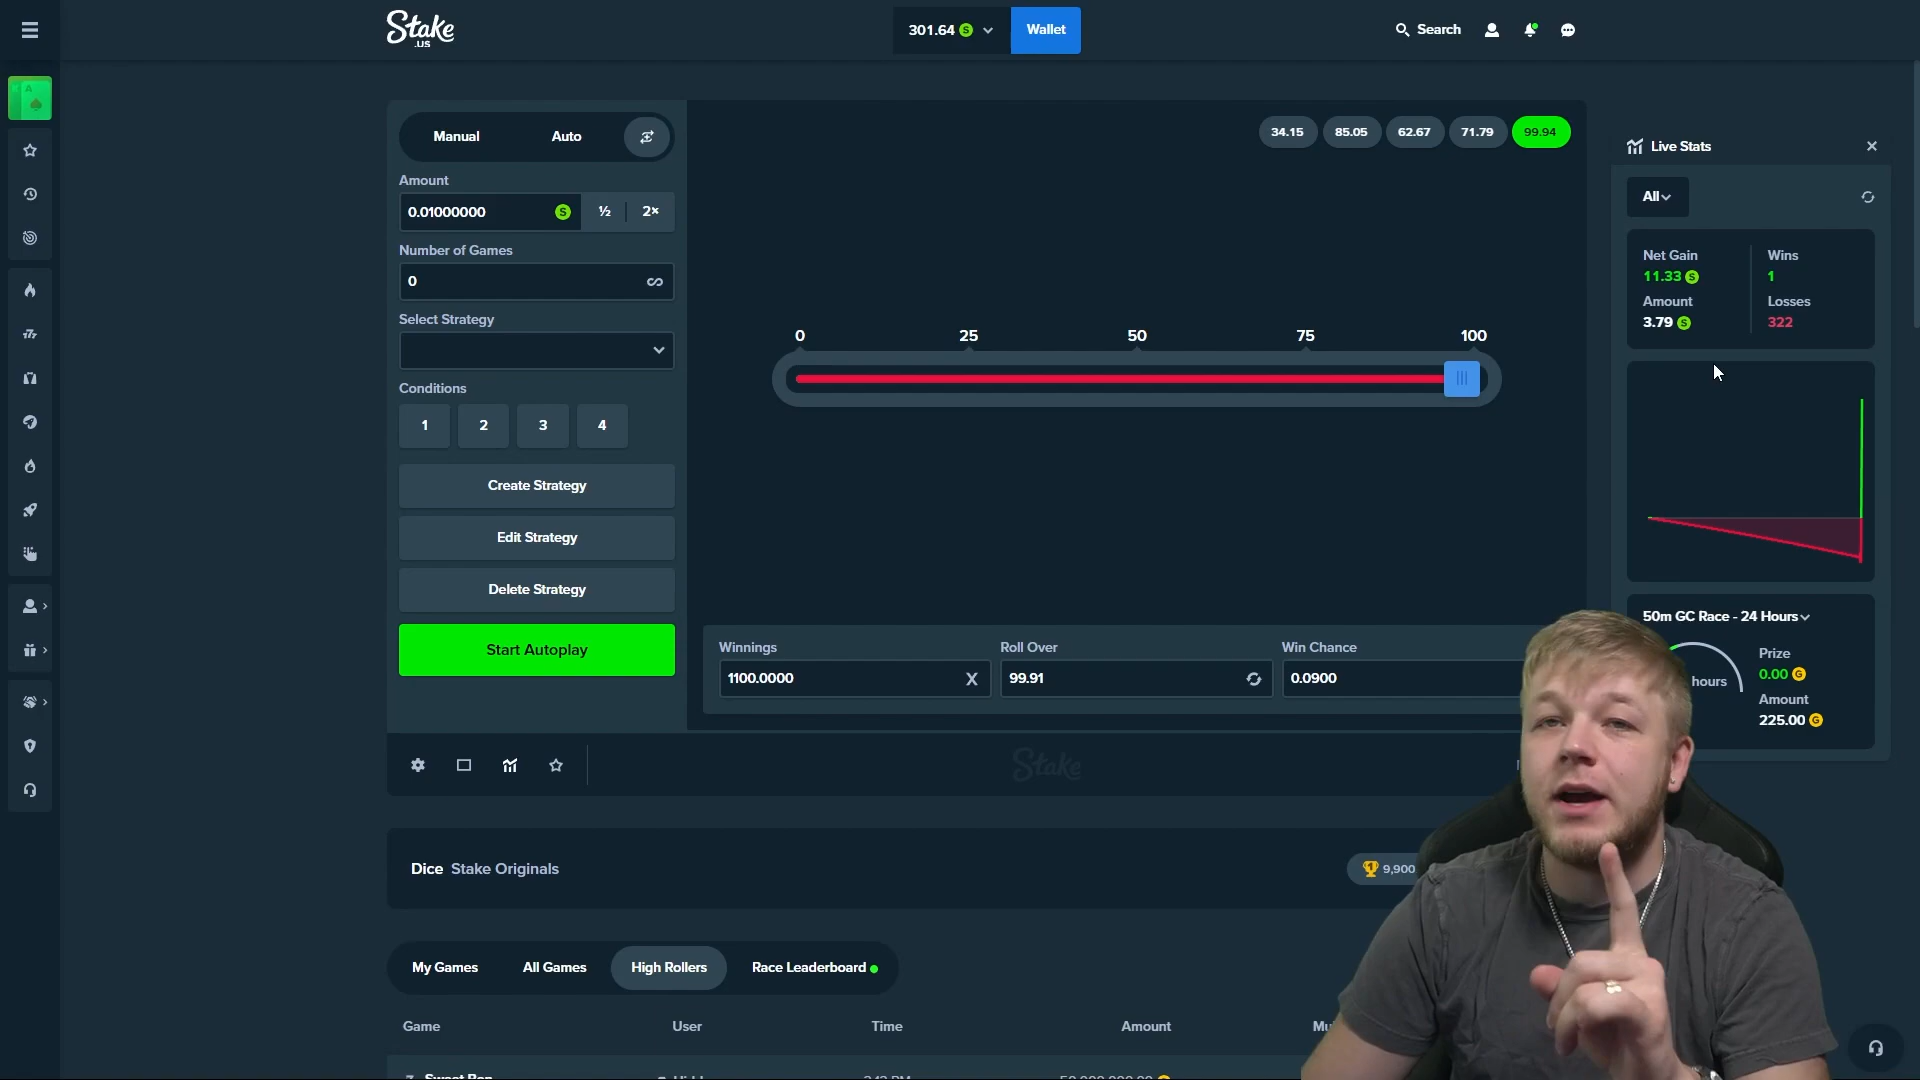 Stake
.US
301.64
Wallet
Search
Manual
Auto
Amount
0.01000000
½
2×
Number of Games
0
Select Strategy
Conditions
1
2
3
4
Create Strategy
Edit Strategy
Delete Strategy
Start Autoplay
34.15
85.05
62.67
71.79
99.94
0
25
50
75
100
Winnings
1100.0000
Roll Over
99.91
Win Chance
0.0900
Stake
Live Stats
All
Net Gain
11.33
Wins
1
Amount
3.79
Losses
322
50m GC Race - 24 Hours
hours
Prize
0.00
Amount
225.00
Dice Stake Originals
9,900
My Games
All Games
High Rollers
Race Leaderboard
Game
User
Time
Amount